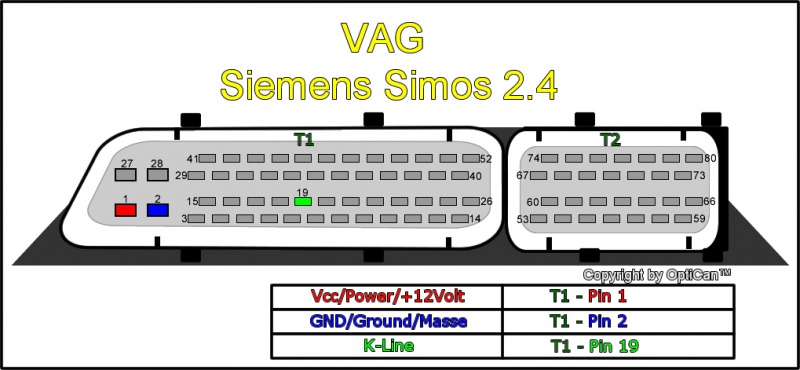 VAG
Siemens Simos 2.4
T1 T2
27 28 41 52 74 80
29 40 67 73
1 2 15 19 26 60 66
3 14 53 59
Copyright by OptiCan™
Vcc/Power/+12Volt T1 - Pin 1
GND/Ground/Masse T1 - Pin 2
K-Line T1 - Pin 19